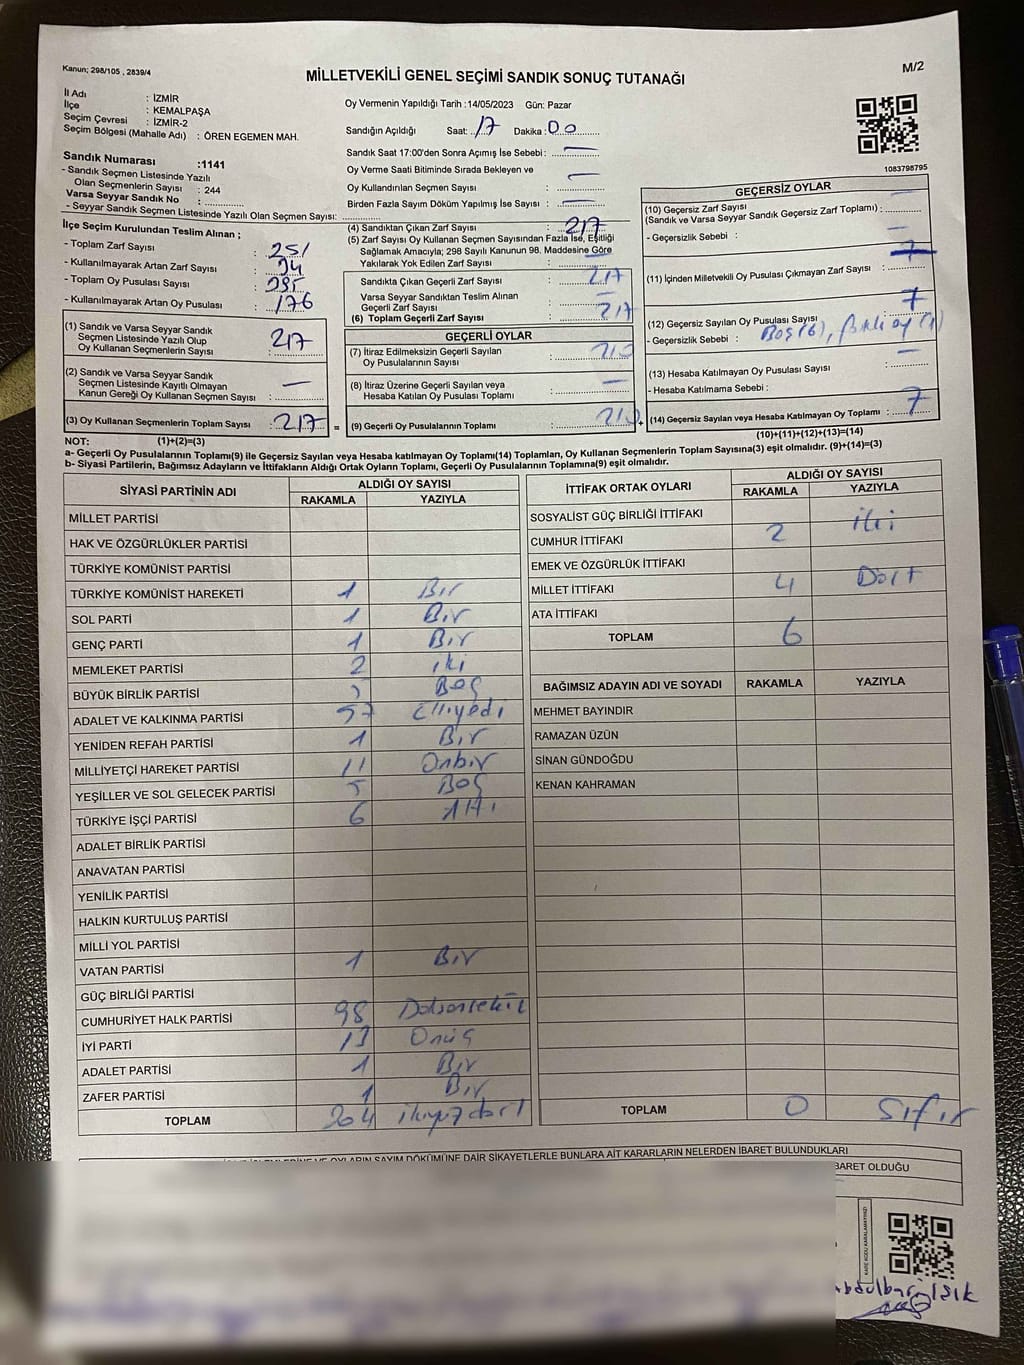 Kanun; 298/105 , 2839/4
MİLLETVEKİLİ GENEL SEÇİMİ SANDIK SONUÇ TUTANAĞI
M/2
İl Adı : İZMİR
İlçe : KEMALPAŞA
Seçim Çevresi : İZMİR-2
Seçim Bölgesi (Mahalle Adı) : ÖREN EGEMEN MAH.
Sandık Numarası :1141
- Sandık Seçmen Listesinde Yazılı
Olan Seçmenlerin Sayısı : 244
Varsa Seyyar Sandık No :
- Seyyar Sandık Seçmen Listesinde Yazılı Olan Seçmen Sayısı:
Oy Vermenin Yapıldığı Tarih :14/05/2023 Gün: Pazar
Sandığın Açıldığı Saat: 17 Dakika: 00
Sandık Saat 17:00'den Sonra Açımış İse Sebebi : —
Oy Verme Saati Bitiminde Sırada Bekleyen ve
Oy Kullandırılan Seçmen Sayısı : —
Birden Fazla Sayım Döküm Yapılmış İse Sayısı : —
1083798795
İlçe Seçim Kurulundan Teslim Alınan ;
- Toplam Zarf Sayısı : 251
- Kullanılmayarak Artan Zarf Sayısı : 34
- Toplam Oy Pusulası Sayısı :
- Kullanılmayarak Artan Oy Pusulası : 176
(1) Sandık ve Varsa Seyyar Sandık
Seçmen Listesinde Yazılı Olup
Oy Kullanan Seçmenlerin Sayısı : 217
(2) Sandık ve Varsa Seyyar Sandık
Seçmen Listesinde Kayıtlı Olmayan
Kanun Gereği Oy Kullanan Seçmen Sayısı : —
(3) Oy Kullanan Seçmenlerin Toplam Sayısı : 217 =
(4) Sandıktan Çıkan Zarf Sayısı : 217
(5) Zarf Sayısı Oy Kullanan Seçmen Sayısından Fazla İse, Eşitliği
Sağlamak Amacıyla; 298 Sayılı Kanunun 98. Maddesine Göre
Yakılarak Yok Edilen Zarf Sayısı : —
Sandıkta Çıkan Geçerli Zarf Sayısı : 217
Varsa Seyyar Sandıktan Teslim Alınan
Geçerli Zarf Sayısı : —
(6) Toplam Geçerli Zarf Sayısı : 217
GEÇERLİ OYLAR
(7) İtiraz Edilmeksizin Geçerli Sayılan
Oy Pusulalarının Sayısı : 210
(8) İtiraz Üzerine Geçerli Sayılan veya
Hesaba Katılan Oy Pusulası Toplamı : —
(9) Geçerli Oy Pusulalarının Toplamı : 210 +
GEÇERSİZ OYLAR
(10) Geçersiz Zarf Sayısı
(Sandık ve Varsa Seyyar Sandık Geçersiz Zarf Toplamı) : —
- Geçersizlik Sebebi :
(11) İçinden Milletvekili Oy Pusulası Çıkmayan Zarf Sayısı :
(12) Geçersiz Sayılan Oy Pusulası Sayısı : 7
- Geçersizlik Sebebi : Boş (6), oy (1)
(13) Hesaba Katılmayan Oy Pusulası Sayısı : —
- Hesaba Katılmama Sebebi :
(14) Geçersiz Sayılan veya Hesaba Katılmayan Oy Toplamı : 7
NOT: (1)+(2)=(3) (10)+(11)+(12)+(13)=(14)
a- Geçerli Oy Pusulalarının Toplamı(9) ile Geçersiz Sayılan veya Hesaba katılmayan Oy Toplamı(14) Toplamları, Oy Kullanan Seçmenlerin Toplam Sayısına(3) eşit olmalıdır. (9)+(14)=(3)
b- Siyasi Partilerin, Bağımsız Adayların ve İttifakların Aldığı Ortak Oyların Toplamı, Geçerli Oy Pusulalarının Toplamına(9) eşit olmalıdır.
SİYASİ PARTİNİN ADI ALDIĞI OY SAYISI
RAKAMLA YAZIYLA
MİLLET PARTİSİ
HAK VE ÖZGÜRLÜKLER PARTİSİ
TÜRKİYE KOMÜNİST PARTİSİ
TÜRKİYE KOMÜNİST HAREKETİ 1 Bir
SOL PARTİ 1 Bir
GENÇ PARTİ 1 Bir
MEMLEKET PARTİSİ 2 iki
BÜYÜK BİRLİK PARTİSİ 5 Beş
ADALET VE KALKINMA PARTİSİ 57 Elliyedi
YENİDEN REFAH PARTİSİ 1 Bir
MİLLİYETÇİ HAREKET PARTİSİ 11 Onbir
YEŞİLLER VE SOL GELECEK PARTİSİ 5 Beş
TÜRKİYE İŞÇİ PARTİSİ 6 Altı
ADALET BİRLİK PARTİSİ
ANAVATAN PARTİSİ
YENİLİK PARTİSİ
HALKIN KURTULUŞ PARTİSİ
MİLLİ YOL PARTİSİ
VATAN PARTİSİ 1 Bir
GÜÇ BİRLİĞİ PARTİSİ
CUMHURİYET HALK PARTİSİ 98 Doksansekiz
İYİ PARTİ 13 Onüç
ADALET PARTİSİ 1 Bir
ZAFER PARTİSİ 1 Bir
TOPLAM 204 ikiyüzdört
İTTİFAK ORTAK OYLARI ALDIĞI OY SAYISI
RAKAMLA YAZIYLA
SOSYALİST GÜÇ BİRLİĞİ İTTİFAKI
CUMHUR İTTİFAKI 2 iki
EMEK VE ÖZGÜRLÜK İTTİFAKI
MİLLET İTTİFAKI 4 Dört
ATA İTTİFAKI
TOPLAM 6
BAĞIMSIZ ADAYIN ADI VE SOYADI RAKAMLA YAZIYLA
MEHMET BAYINDIR
RAMAZAN ÜZÜN
SİNAN GÜNDOĞDU
KENAN KAHRAMAN
TOPLAM 0 Sıfır
OYLARIN SAYIM DÖKÜMÜNE DAİR ŞİKAYETLERLE BUNLARA AİT KARARLARIN NELERDEN İBARET BULUNDUKLARI
BARET OLDUĞU
KARE KODU KARALAMAYINIZ!
Işık